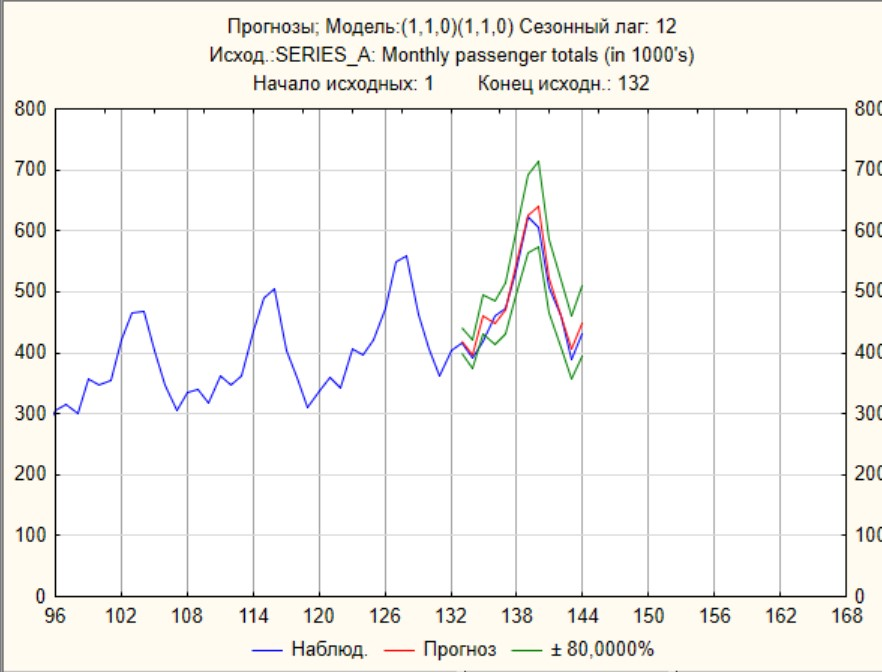 Прогнозы; Модель:(1,1,0)(1,1,0) Сезонный лаг: 12
Исход.:SERIES_A: Monthly passenger totals (in 1000's)
Начало исходных: 1 Конец исходн.: 132
800 800
700 700
600 600
500 500
400 400
300 300
200 200
100 100
0 0
96 102 108 114 120 126 132 138 144 150 156 162 168
Наблюд. Прогноз ± 80,0000%